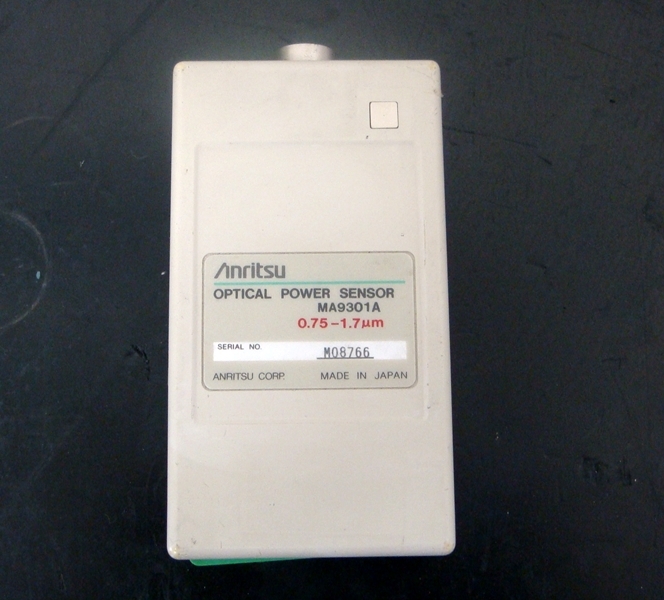 Anritsu
OPTICAL POWER SENSOR
MA9301A
0.75-1.7μm
SERIAL NO. M08766
ANRITSU CORP. MADE IN JAPAN